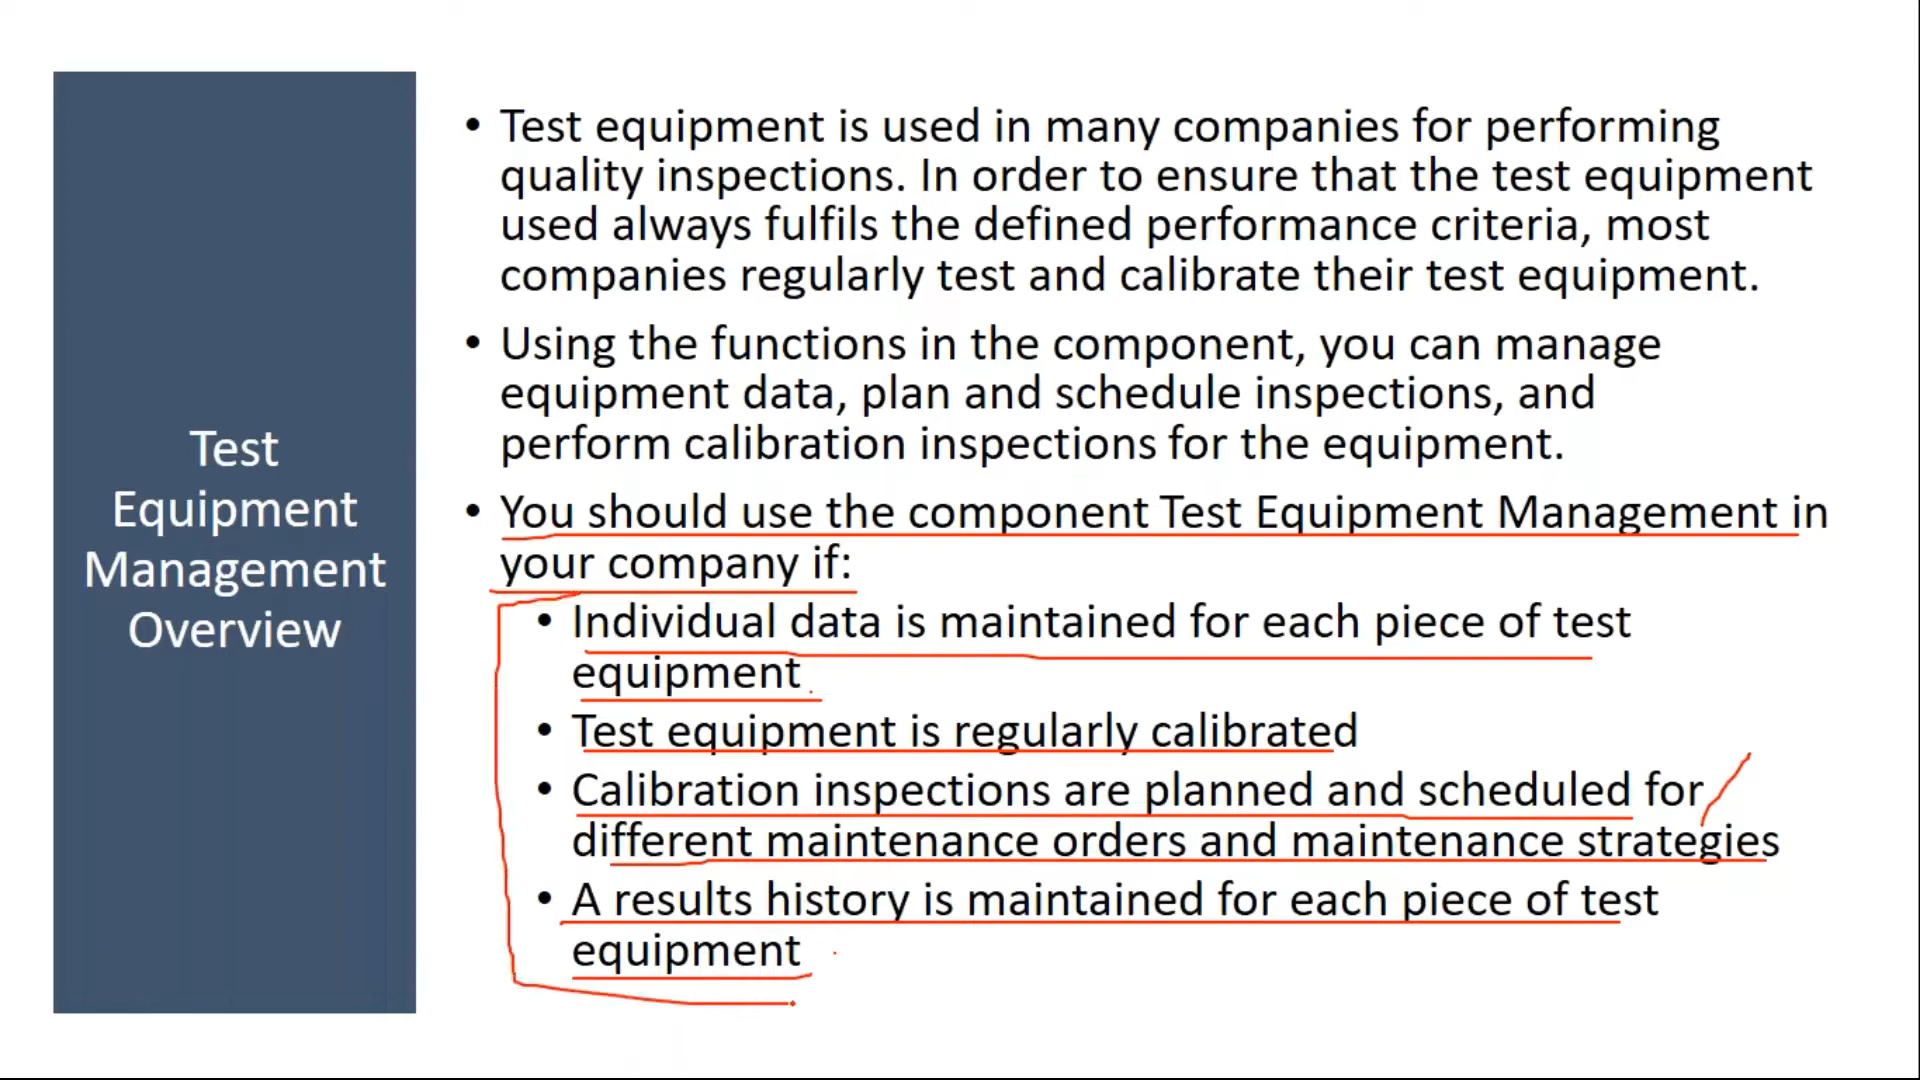 Test
Equipment
Management
Overview
• Test equipment is used in many companies for performing
quality inspections. In order to ensure that the test equipment
used always fulfils the defined performance criteria, most
companies regularly test and calibrate their test equipment.
• Using the functions in the component, you can manage
equipment data, plan and schedule inspections, and
perform calibration inspections for the equipment.
• You should use the component Test Equipment Management in
your company if:
• Individual data is maintained for each piece of test
equipment
• Test equipment is regularly calibrated
• Calibration inspections are planned and scheduled for
different maintenance orders and maintenance strategies
• A results history is maintained for each piece of test
equipment